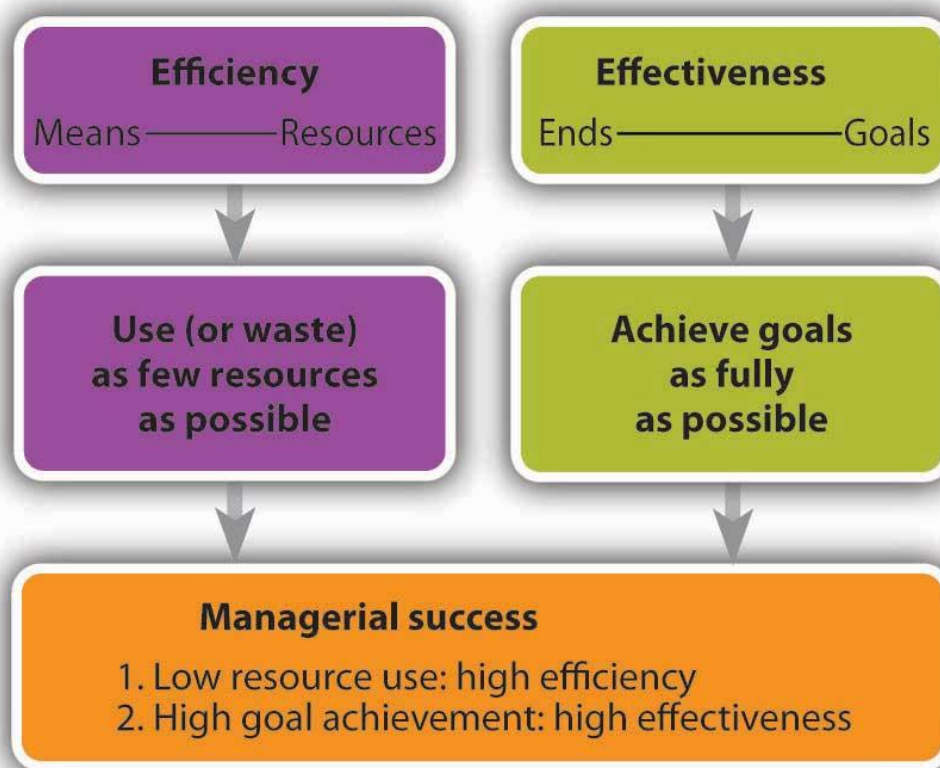 Efficiency
Means Resources
Effectiveness
Ends Goals
Use (or waste)
as few resources
as possible
Achieve goals
as fully
as possible
Managerial success
1. Low resource use: high efficiency
2. High goal achievement: high effectiveness